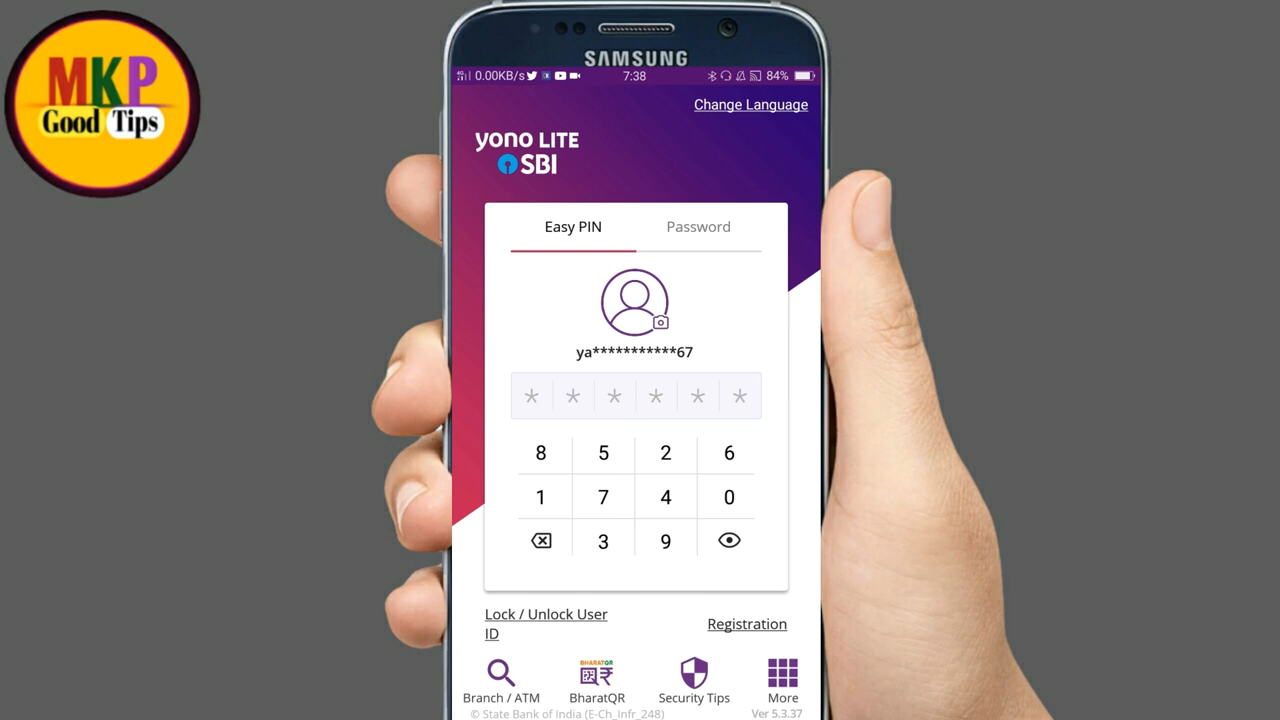 MKP
Good Tips
SAMSUNG
0.00KB/s
7:38
84%
Change Language
yono LITE
SBI
Easy PIN
Password
ya***********67
* * * * * *
8 5 2 6
1 7 4 0
3 9
Lock / Unlock User
ID
Registration
BHARATQR
Branch / ATM
BharatQR
Security Tips
More
© State Bank of India (E-Ch_Infr_248)
Ver 5.3.37